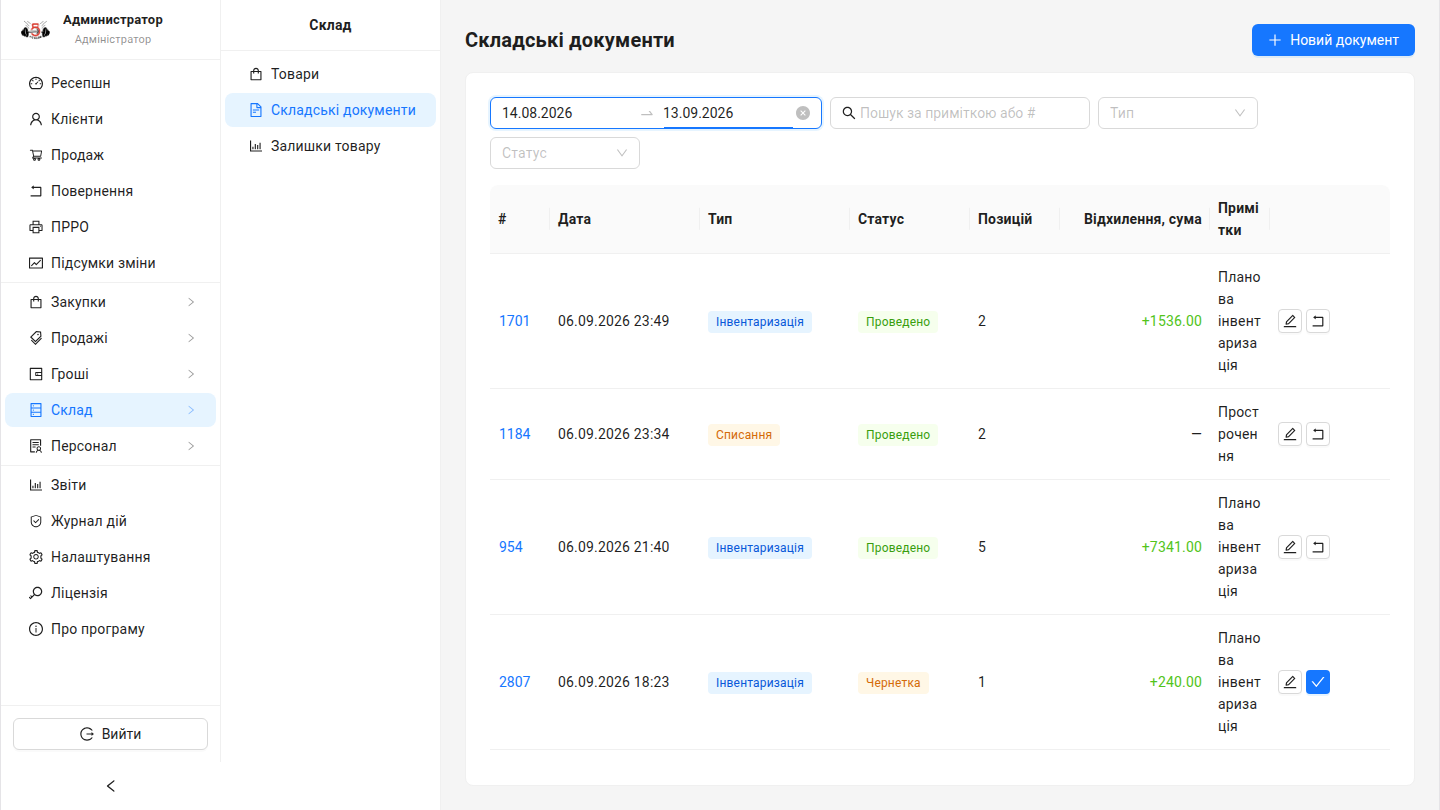 5
Администратор
Адміністратор
Ресепшн
Клієнти
Продаж
Повернення
ПРРО
Підсумки зміни
Закупки
Продажі
Гроші
Склад
Персонал
Звіти
Журнал дій
Налаштування
Ліцензія
Про програму
Вийти
Склад
Товари
Складські документи
Залишки товару
Складські документи
Новий документ
14.08.2026 13.09.2026 Пошук за приміткою або # Тип
Статус
# Дата Тип Статус Позицій Відхилення, сума Примі
тки
1701 06.09.2026 23:49 Інвентаризація Проведено 2 +1536.00 Плано
ва
інвент
ариза
ція
1184 06.09.2026 23:34 Списання Проведено 2 — Прост
рочен
ня
954 06.09.2026 21:40 Інвентаризація Проведено 5 +7341.00 Плано
ва
інвент
ариза
ція
2807 06.09.2026 18:23 Інвентаризація Чернетка 1 +240.00 Плано
ва
інвент
ариза
ція